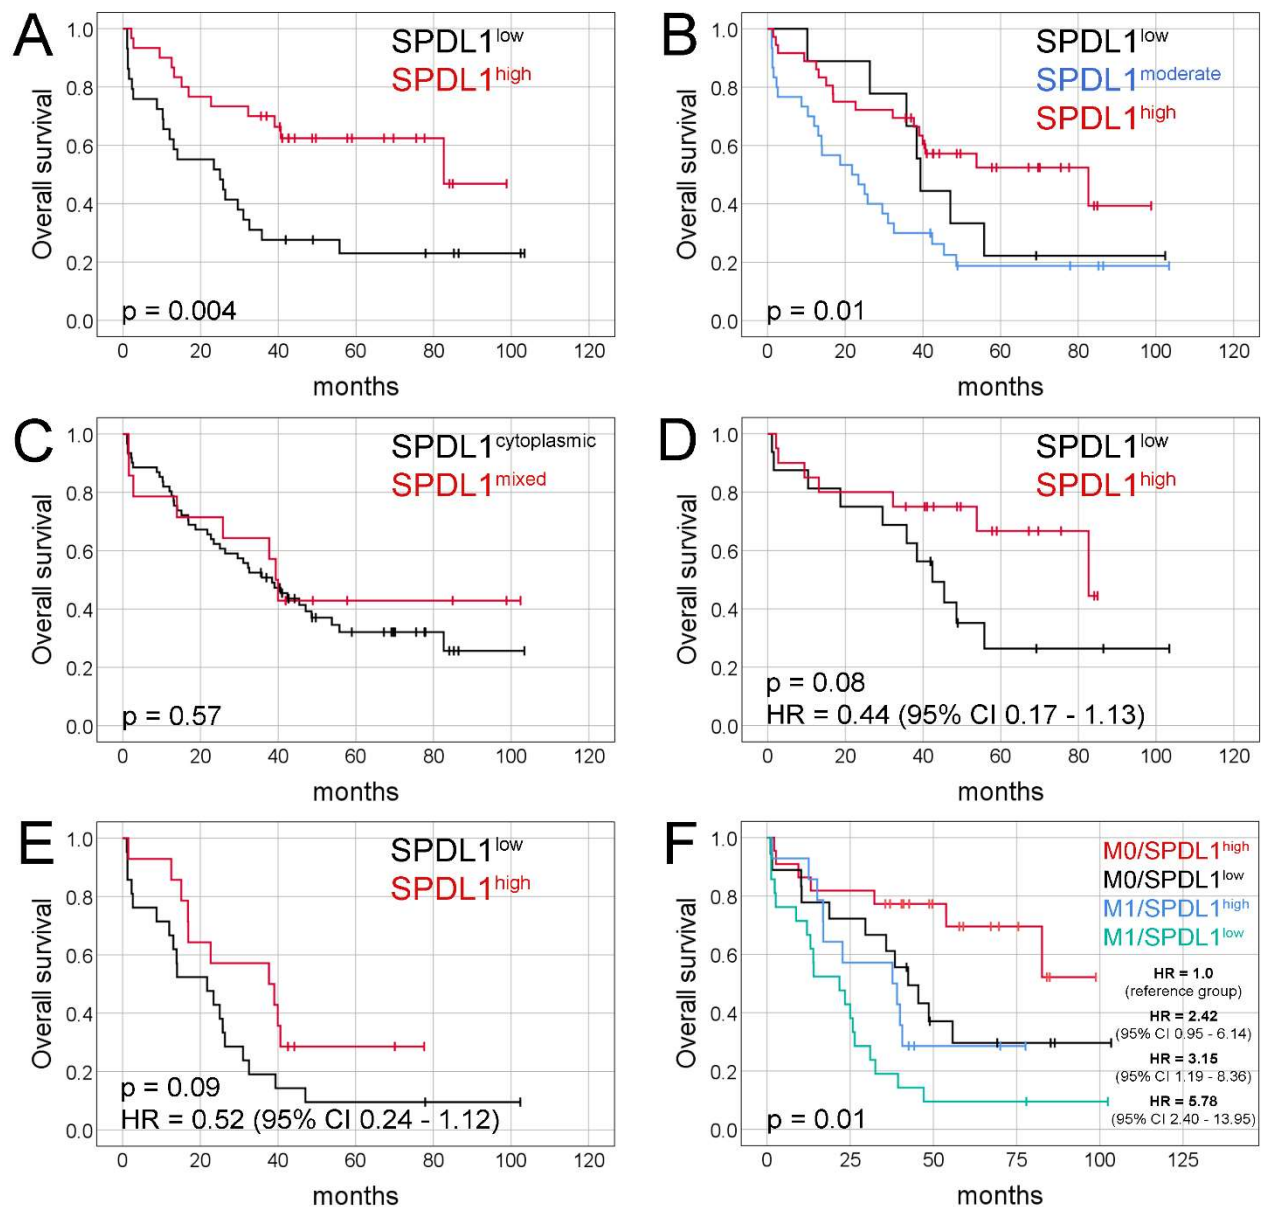 A
SPDL1low
SPDL1high
Overall survival
1.0
0.8
0.6
0.4
0.2
0.0
p = 0.004
0 20 40 60 80 100 120
months
B
SPDL1low
SPDL1moderate
SPDL1high
Overall survival
1.0
0.8
0.6
0.4
0.2
0.0
p = 0.01
0 20 40 60 80 100 120
months
C
SPDL1cytoplasmic
SPDL1mixed
Overall survival
1.0
0.8
0.6
0.4
0.2
0.0
p = 0.57
0 20 40 60 80 100 120
months
D
SPDL1low
SPDL1high
Overall survival
1.0
0.8
0.6
0.4
0.2
0.0
p = 0.08
HR = 0.44 (95% CI 0.17 - 1.13)
0 20 40 60 80 100 120
months
E
SPDL1low
SPDL1high
Overall survival
1.0
0.8
0.6
0.4
0.2
0.0
p = 0.09
HR = 0.52 (95% CI 0.24 - 1.12)
0 20 40 60 80 100 120
months
F
M0/SPDL1high
M0/SPDL1low
M1/SPDL1high
M1/SPDL1low
HR = 1.0
(reference group)
HR = 2.42
(95% CI 0.95 - 6.14)
HR = 3.15
(95% CI 1.19 - 8.36)
HR = 5.78
(95% CI 2.40 - 13.95)
Overall survival
1.0
0.8
0.6
0.4
0.2
0.0
p = 0.01
0 25 50 75 100 125
months